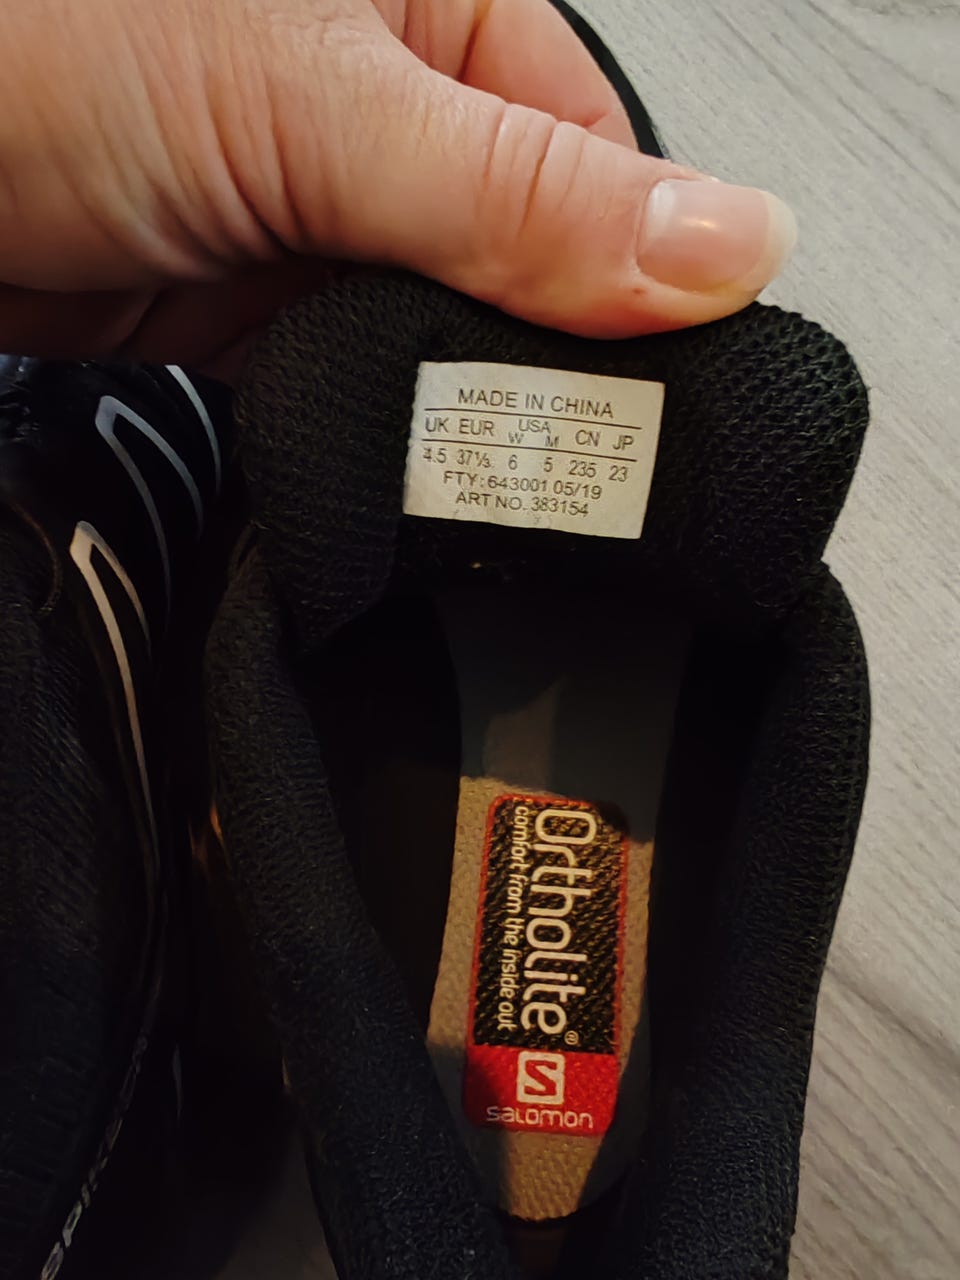 MADE IN CHINA
UK EUR USA CN JP
W M
4.5 37⅓ 6 5 235 23
FTY: 643001 05/19
ART NO. 383154
Ortholite®
comfort from the inside out
S
SALOMON